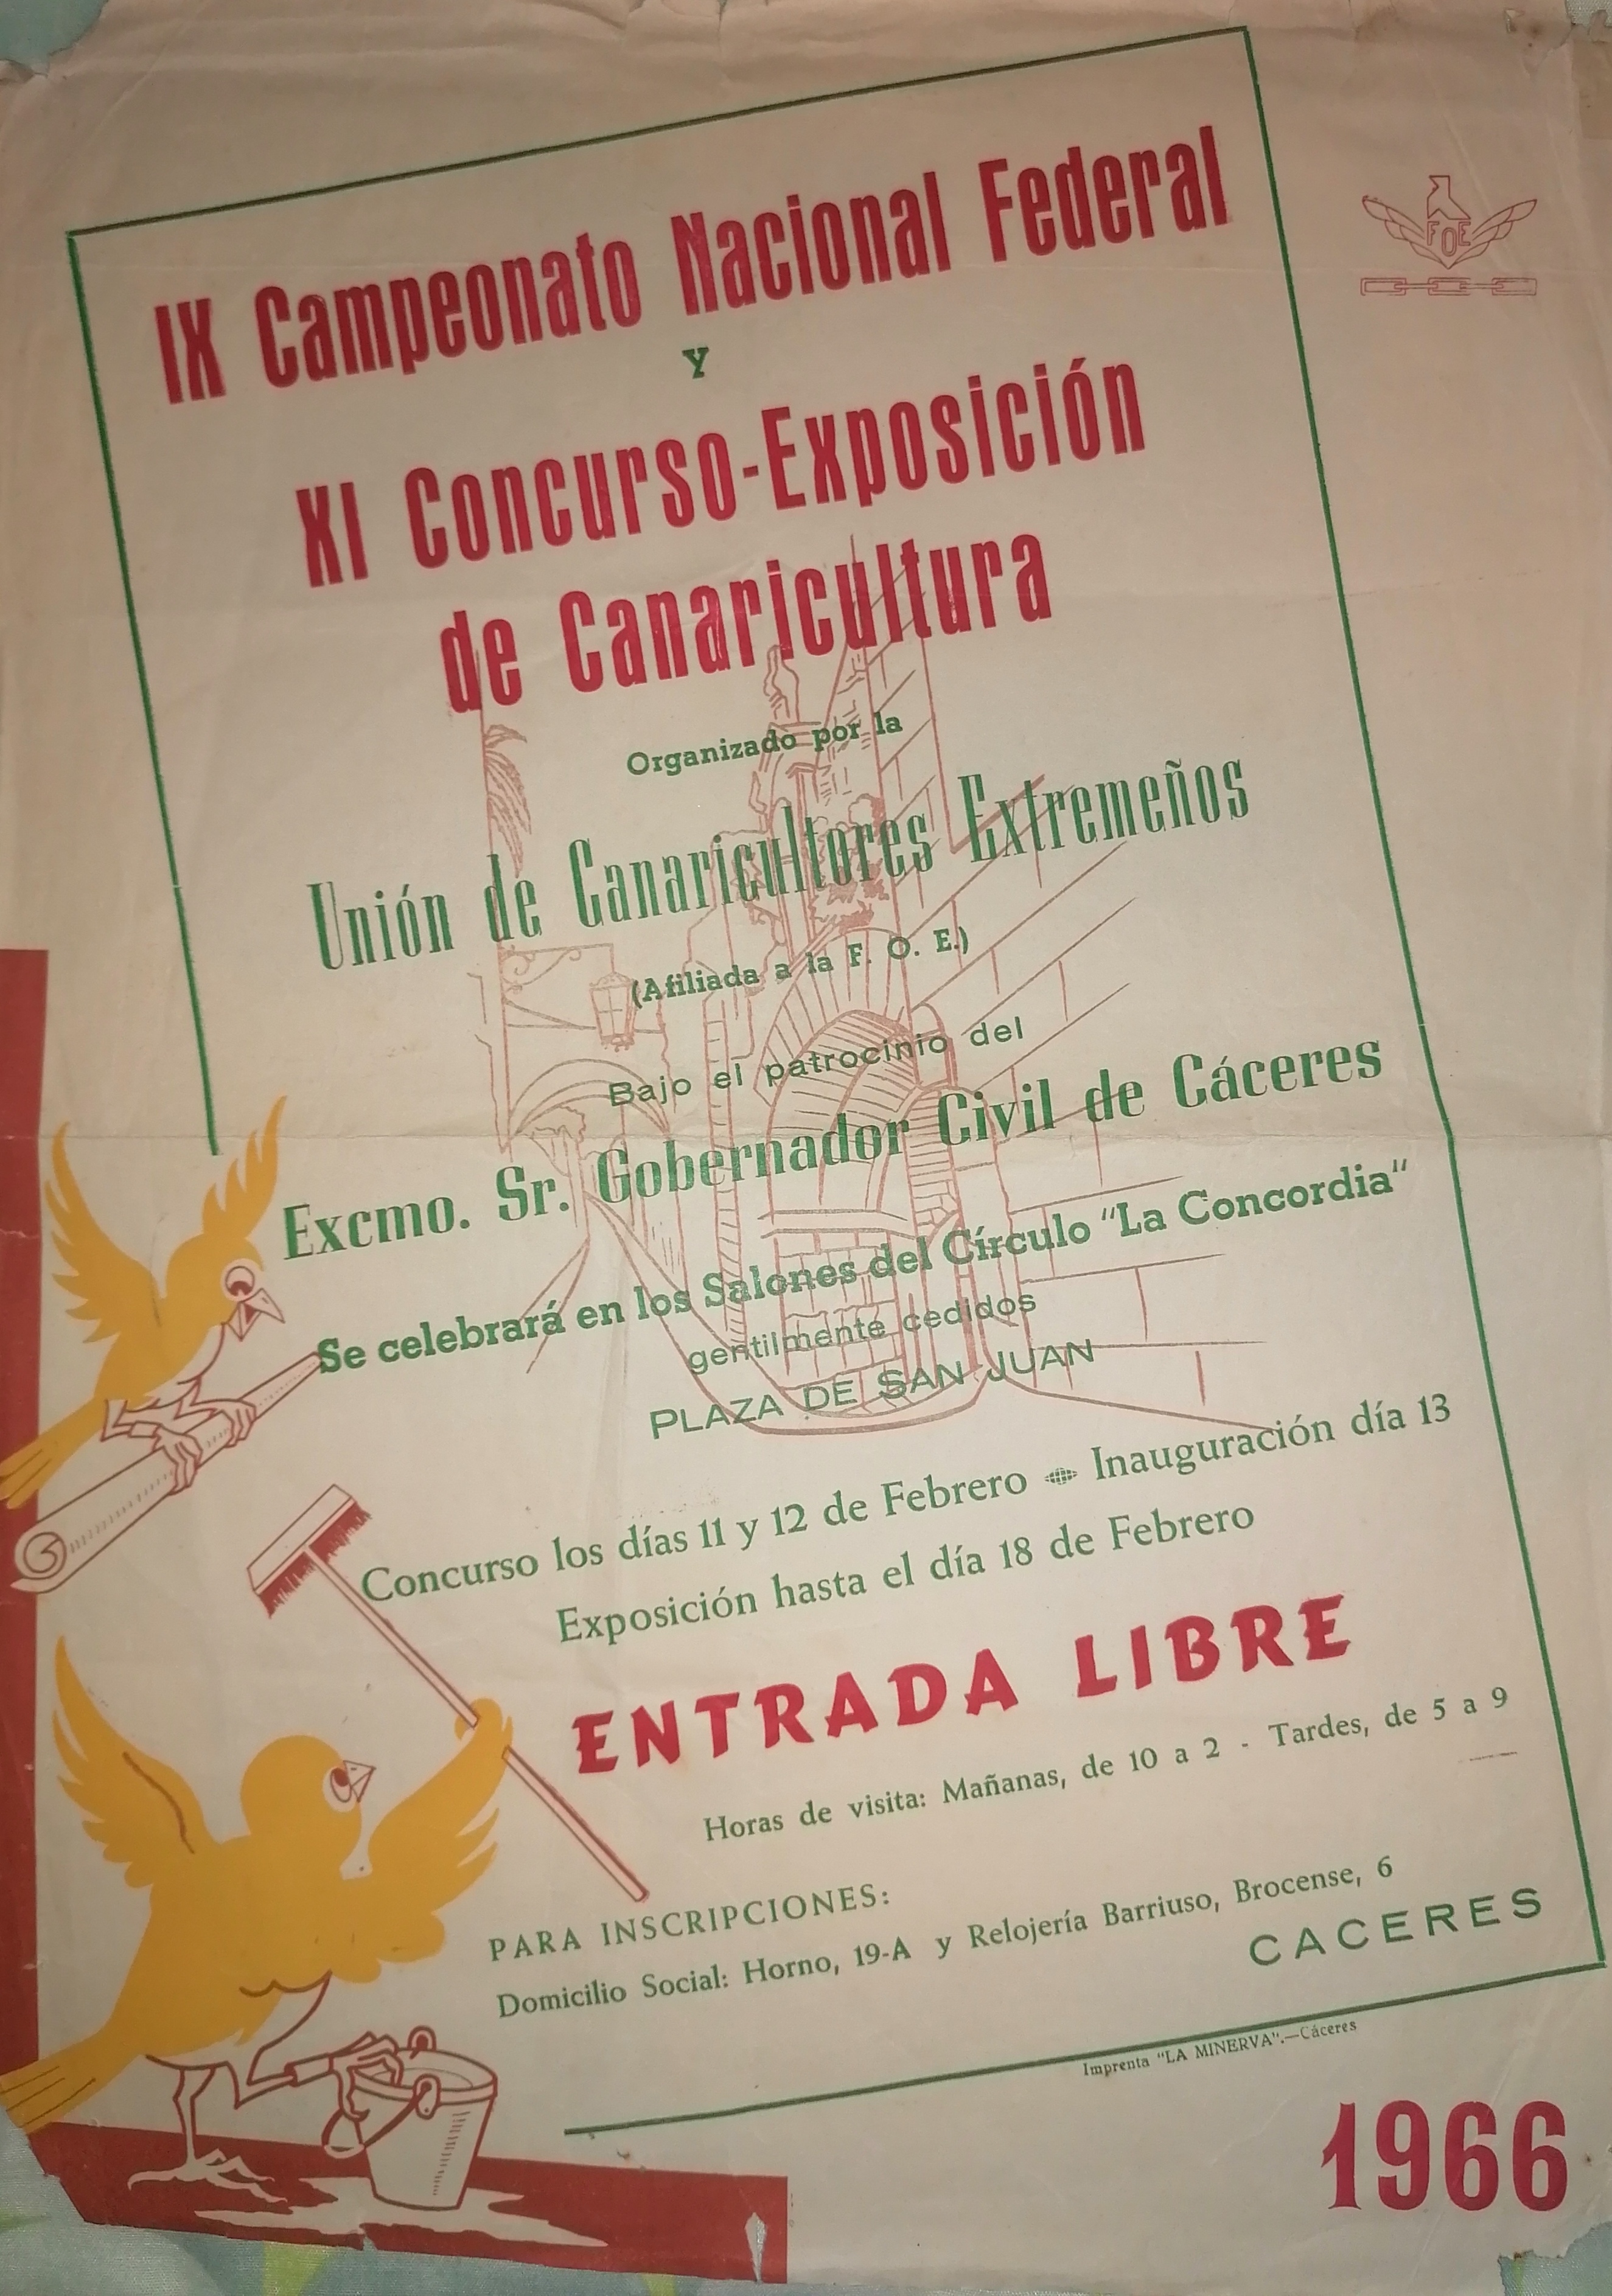 IX Campeonato Nacional Federal
Y
XI Concurso-Exposición
de Canaricultura
FOE
Organizado por la
Unión de Canaricultores Extremeños
(Afiliada a la F. O. E.)
Bajo el patrocinio del
Excmo. Sr. Gobernador Civil de Cáceres
Se celebrará en los Salones del Círculo "La Concordia"
gentilmente cedidos
PLAZA DE SAN JUAN
Concurso los días 11 y 12 de Febrero Inauguración día 13
Exposición hasta el día 18 de Febrero
ENTRADA LIBRE
Horas de visita: Mañanas, de 10 a 2 - Tardes, de 5 a 9
PARA INSCRIPCIONES:
Domicilio Social: Horno, 19-A y Relojería Barriuso, Brocense, 6
CACERES
Imprenta "LA MINERVA".—Cáceres
1966